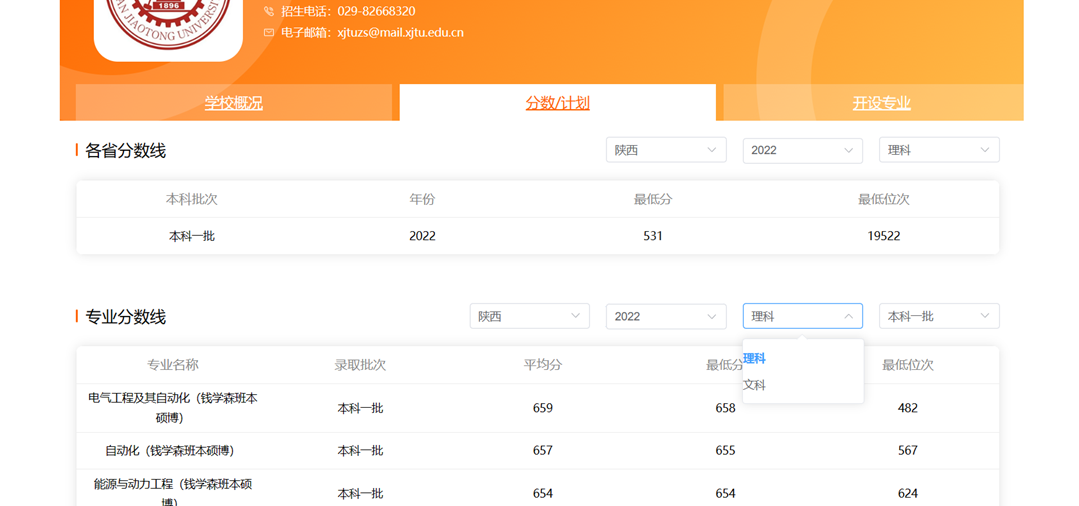 1896
JIAOTONG UNIVERSITY
招生电话：029-82668320
电子邮箱：xjtuzs@mail.xjtu.edu.cn
学校概况 分数/计划 开设专业
各省分数线 陕西 2022 理科
本科批次 年份 最低分 最低位次
本科一批 2022 531 19522
专业分数线 陕西 2022 理科 本科一批
理科
文科
专业名称 录取批次 平均分 最低分 最低位次
电气工程及其自动化（钱学森班本
硕博） 本科一批 659 658 482
自动化（钱学森班本硕博） 本科一批 657 655 567
能源与动力工程（钱学森班本硕
博） 本科一批 654 654 624